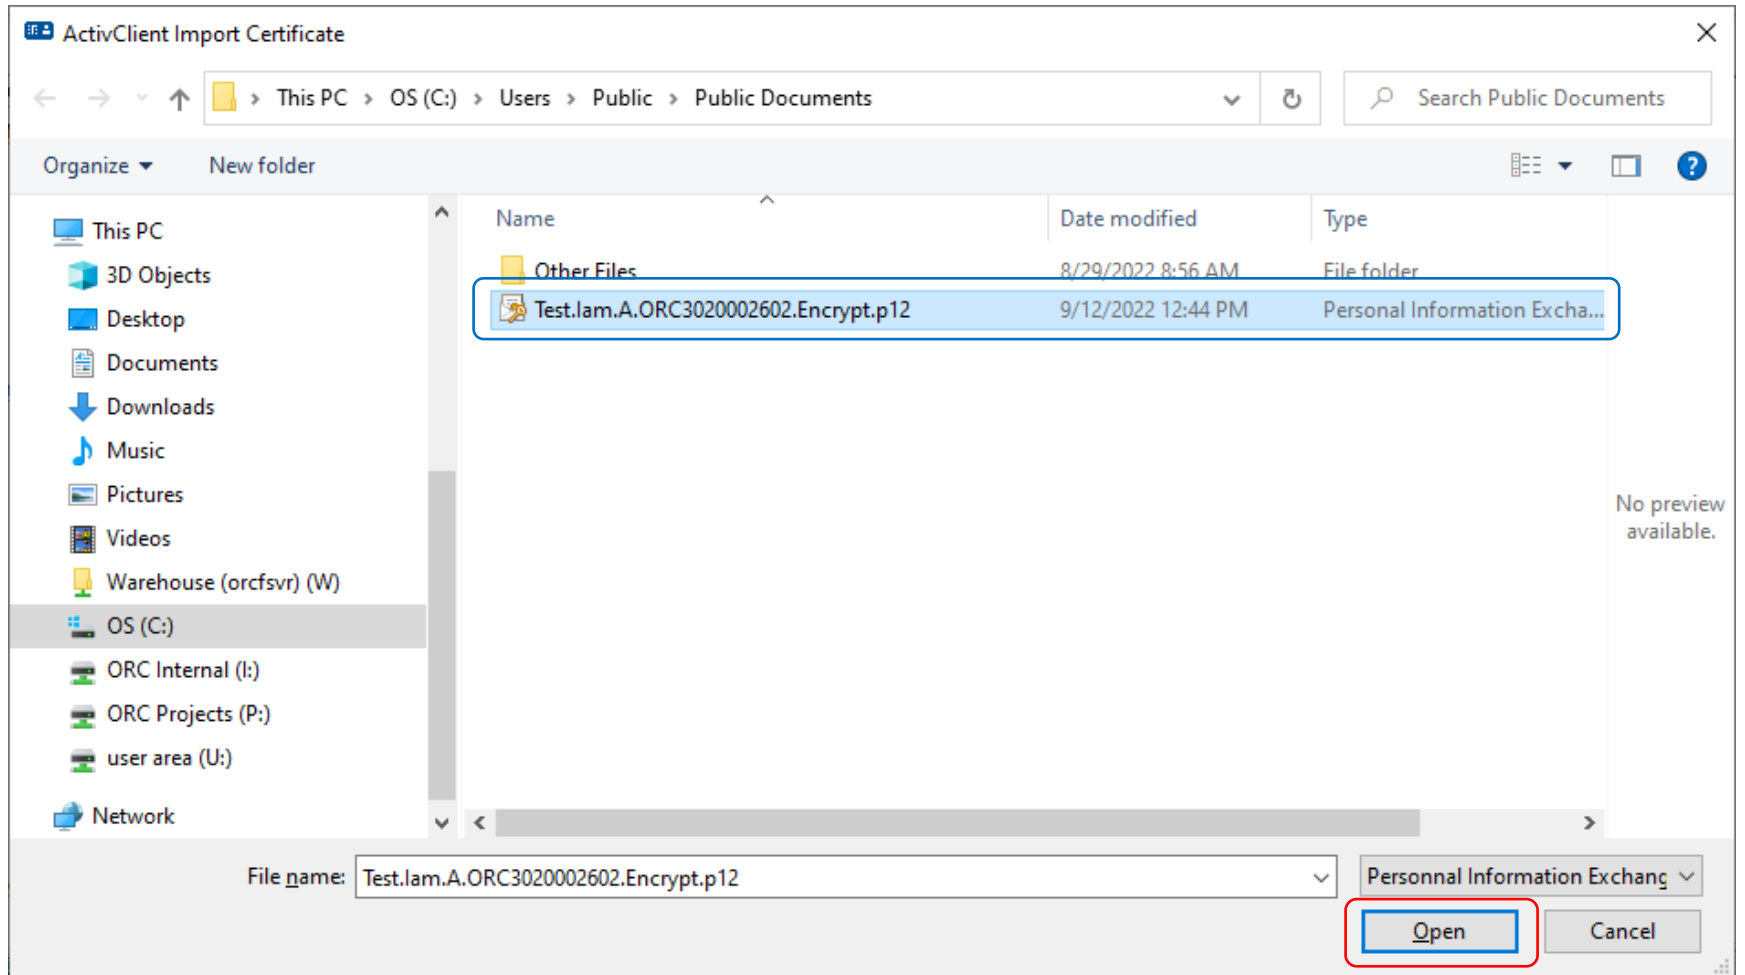 ActivClient Import Certificate
This PC > OS (C:) > Users > Public > Public Documents
Search Public Documents
Organize
New folder
This PC
3D Objects
Desktop
Documents
Downloads
Music
Pictures
Videos
Warehouse (orcfsvr) (W)
OS (C:)
ORC Internal (I:)
ORC Projects (P:)
user area (U:)
Network
Name Date modified Type
Other Files 8/29/2022 8:56 AM File folder
Test.Iam.A.ORC3020002602.Encrypt.p12 9/12/2022 12:44 PM Personal Information Excha...
No preview
available.
File name: Test.Iam.A.ORC3020002602.Encrypt.p12
Personnal Information Exchang
Open Cancel